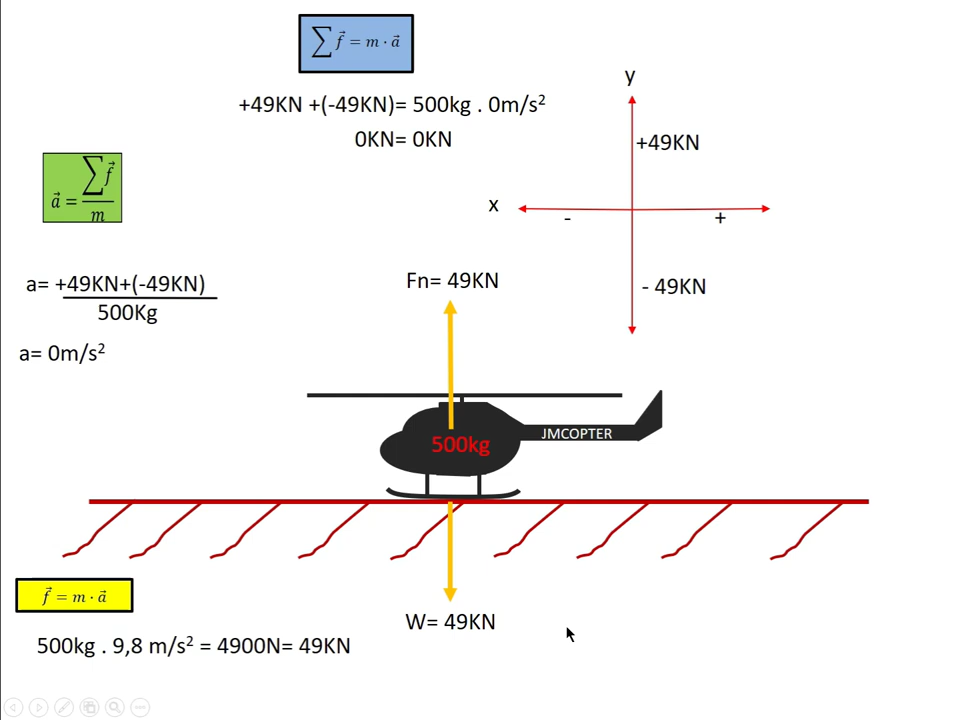 ∑ f⃗ = m · a⃗
y
+49KN +(-49KN)= 500kg . 0m/s²
0KN= 0KN
+49KN
a⃗ = ∑ f⃗ / m
x
-
+
a= +49KN+(-49KN)
500Kg
Fn= 49KN
- 49KN
a= 0m/s²
JMCOPTER
500kg
f⃗ = m · a⃗
W= 49KN
500kg . 9,8 m/s² = 4900N= 49KN